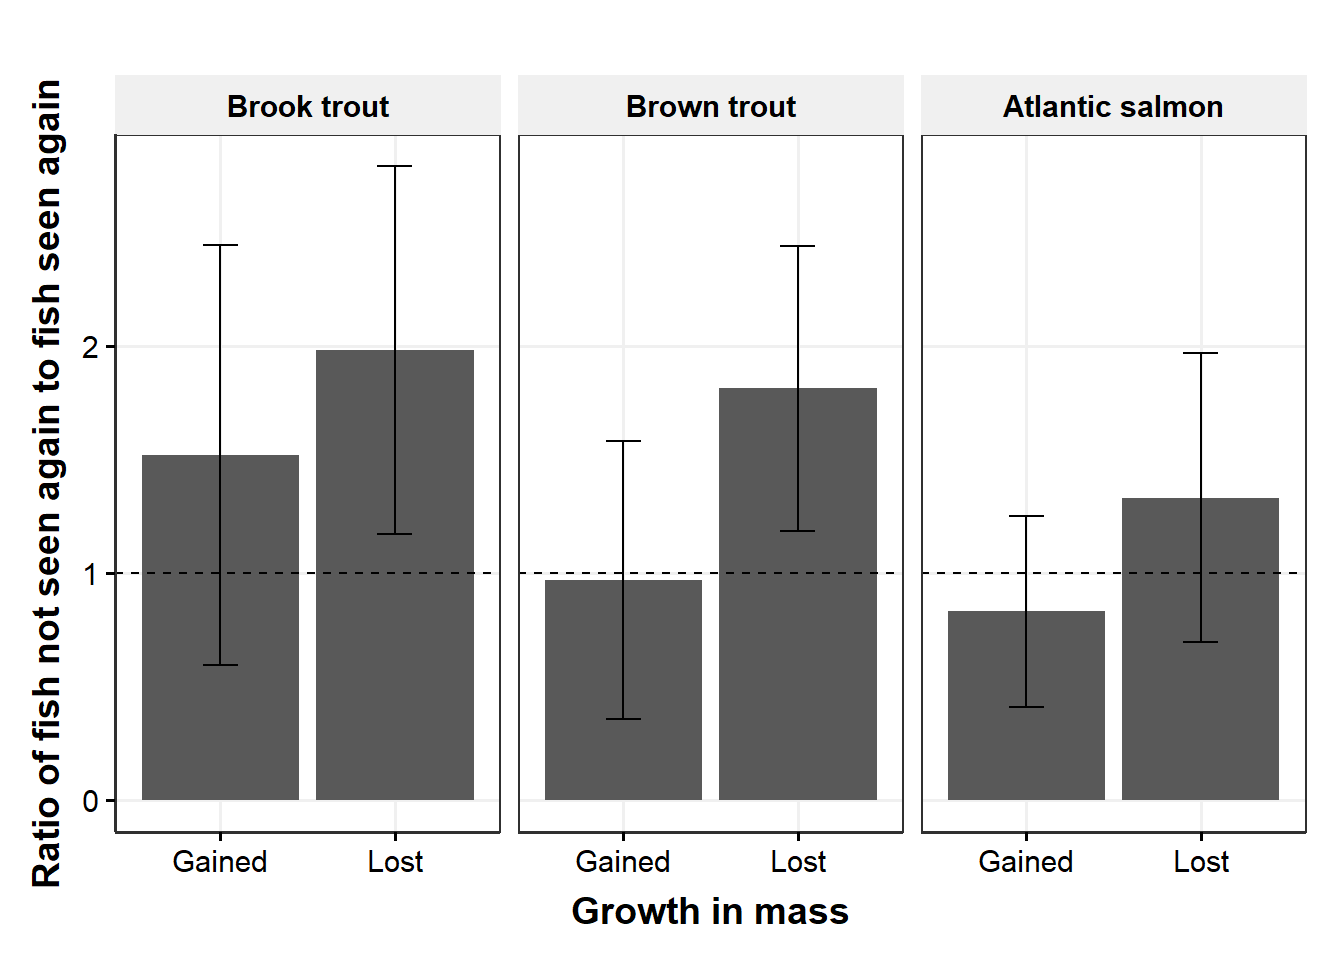 Brook trout
Brown trout
Atlantic salmon
Ratio of fish not seen again to fish seen again
2
1
0
Gained
Lost
Gained
Lost
Gained
Lost
Growth in mass